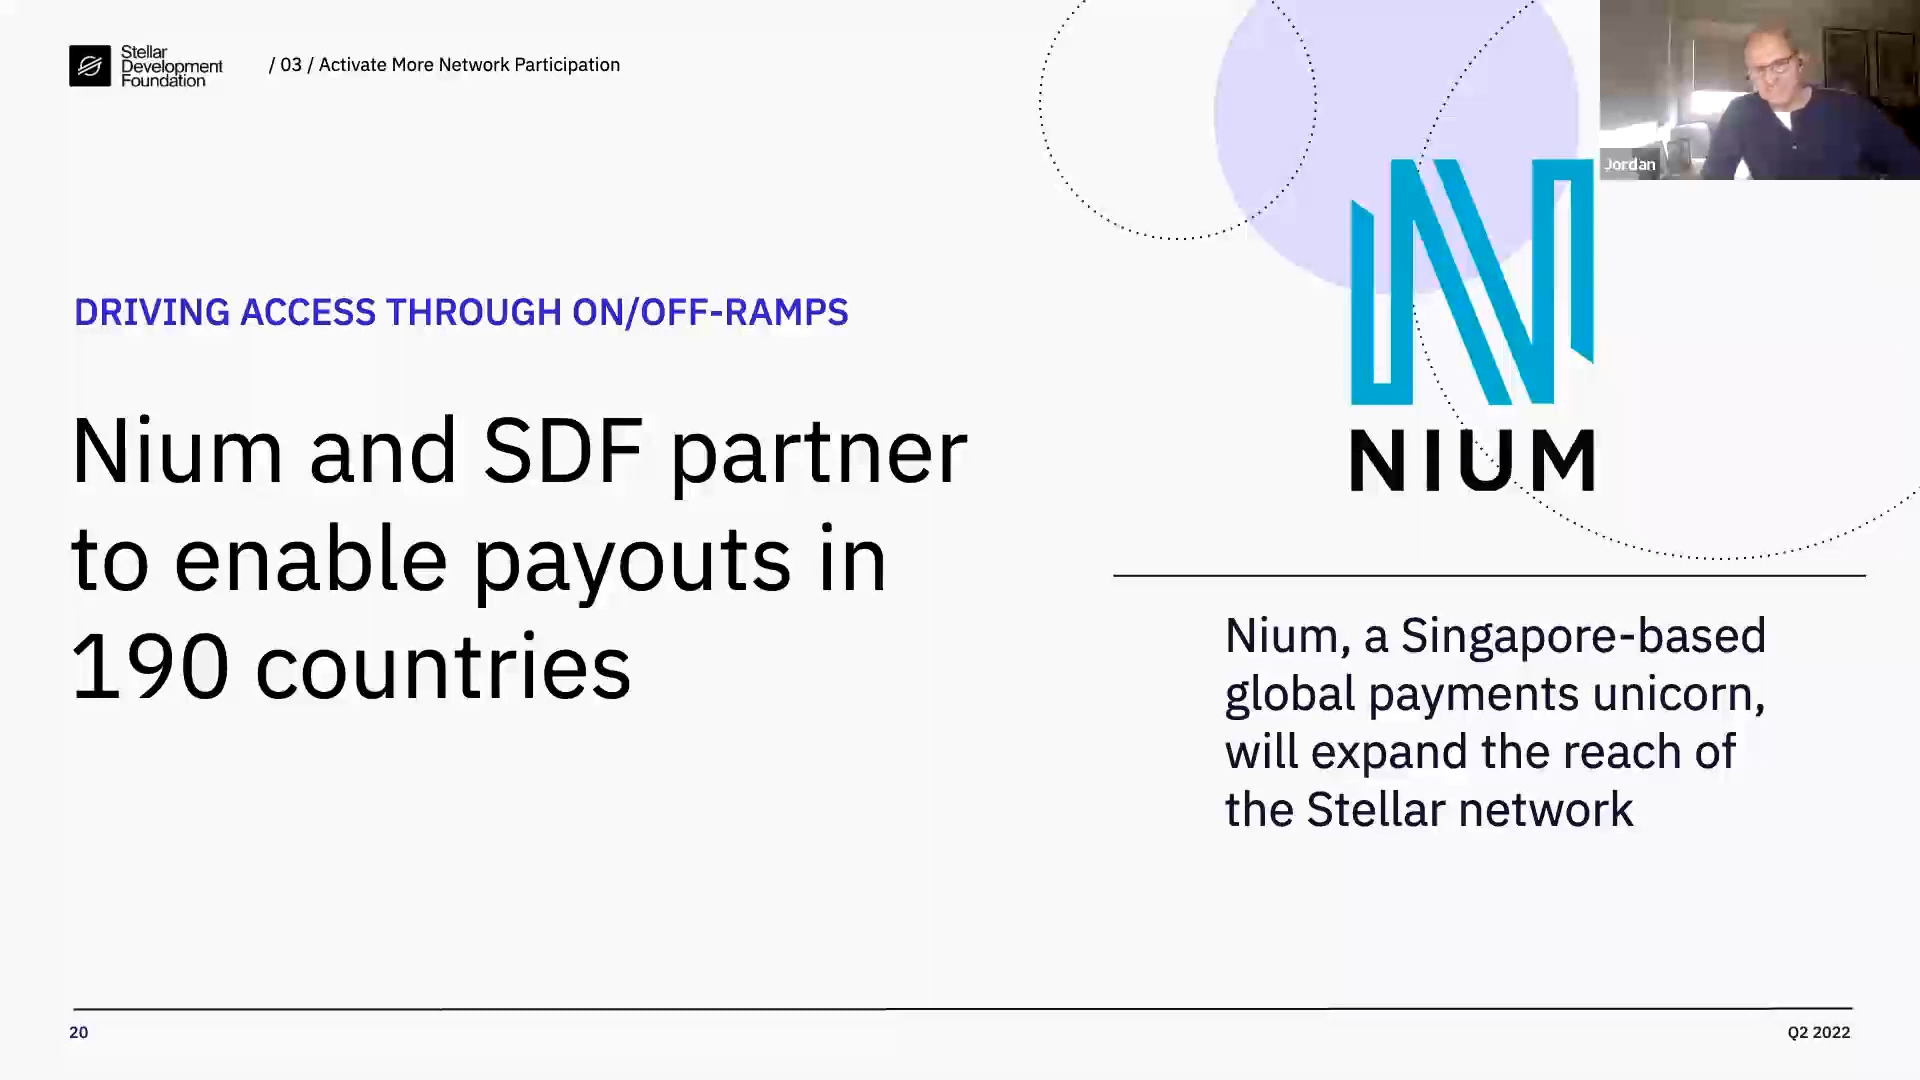 Stellar
Development
Foundation
/ 03 / Activate More Network Participation
Jordan
DRIVING ACCESS THROUGH ON/OFF-RAMPS
Nium and SDF partner
to enable payouts in
190 countries
NIUM
Nium, a Singapore-based
global payments unicorn,
will expand the reach of
the Stellar network
20
Q2 2022